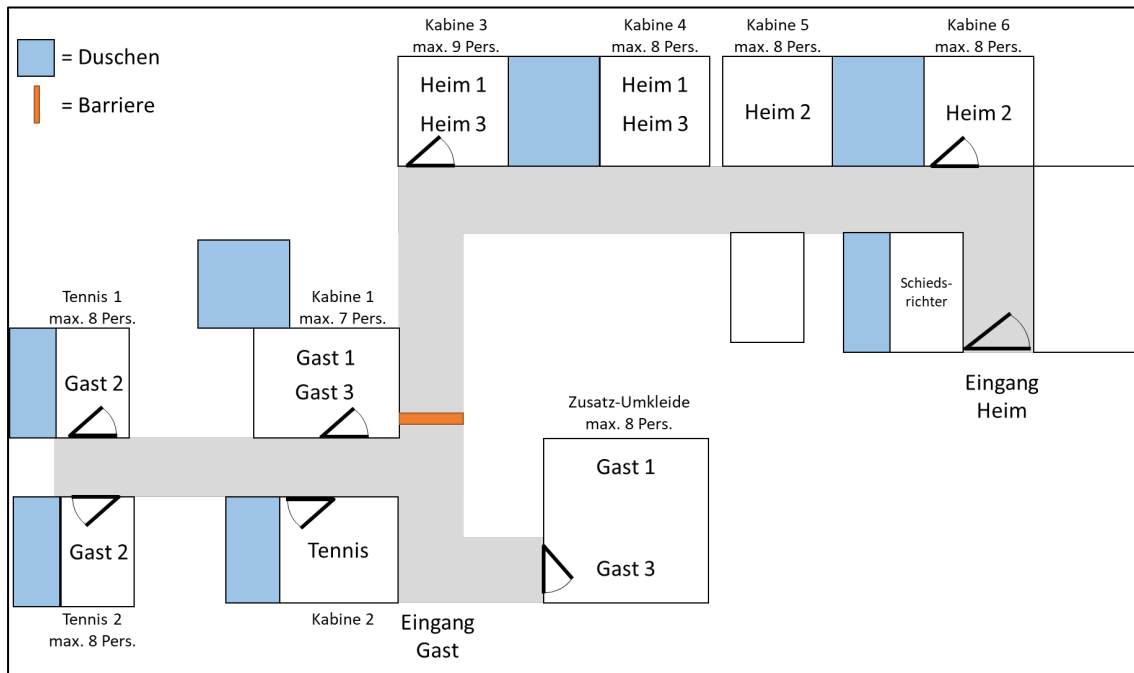 = Duschen
= Barriere
Kabine 3
max. 9 Pers.
Kabine 4
max. 8 Pers.
Kabine 5
max. 8 Pers.
Kabine 6
max. 8 Pers.
Heim 1
Heim 3
Heim 1
Heim 3
Heim 2
Heim 2
Schieds-
richter
Eingang
Heim
Tennis 1
max. 8 Pers.
Kabine 1
max. 7 Pers.
Gast 2
Gast 1
Gast 3
Zusatz-Umkleide
max. 8 Pers.
Gast 1
Gast 3
Gast 2
Tennis
Tennis 2
max. 8 Pers.
Kabine 2
Eingang
Gast